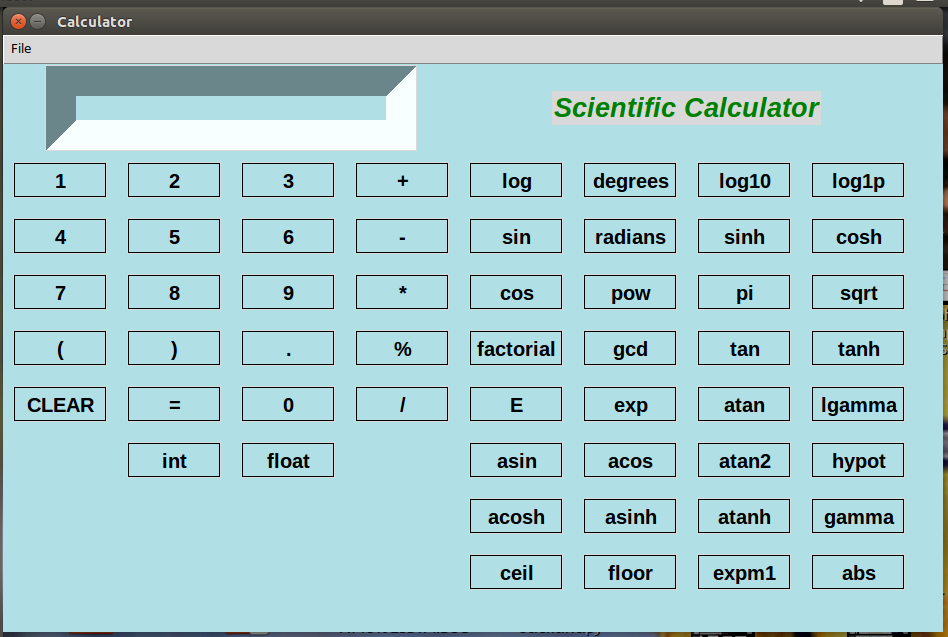 Calculator
File
Scientific Calculator
1 2 3 + log degrees log10 log1p
4 5 6 - sin radians sinh cosh
7 8 9 * cos pow pi sqrt
( ) . % factorial gcd tan tanh
CLEAR = 0 / E exp atan lgamma
int float asin acos atan2 hypot
acosh asinh atanh gamma
ceil floor expm1 abs